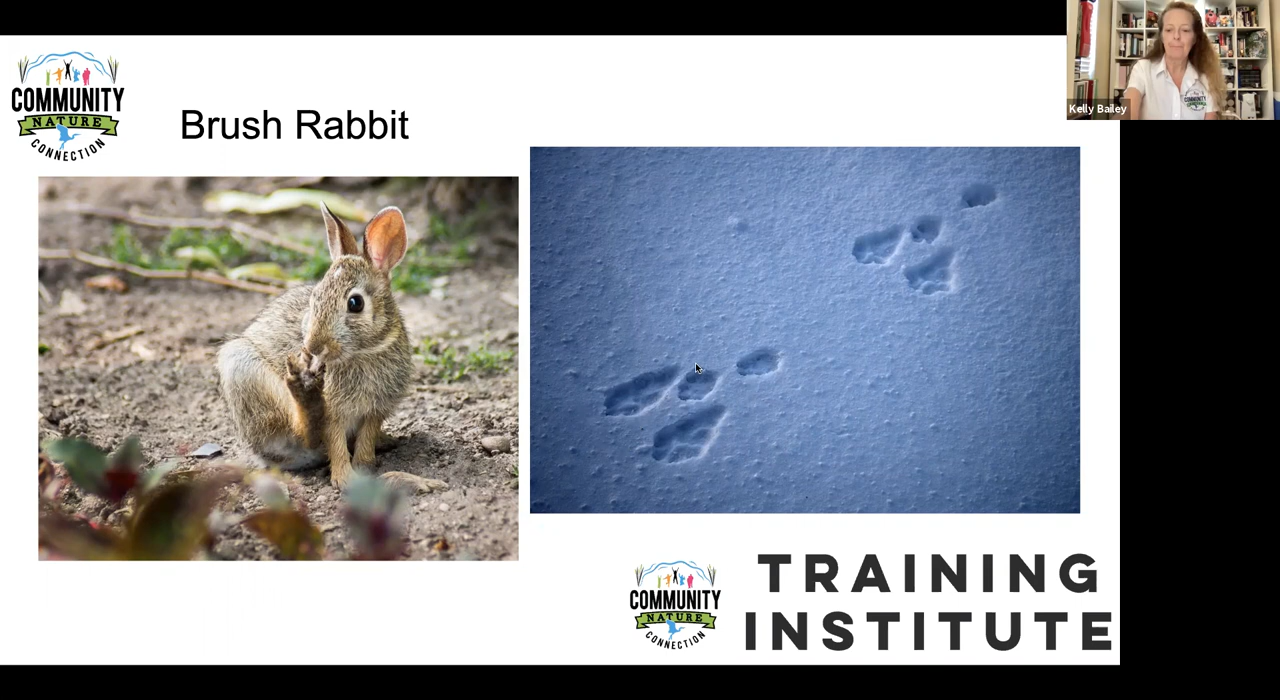 COMMUNITY
NATURE
CONNECTION
Brush Rabbit
Kelly Bailey
COMMUNITY
NATURE
CONNECTION
TRAINING
INSTITUTE